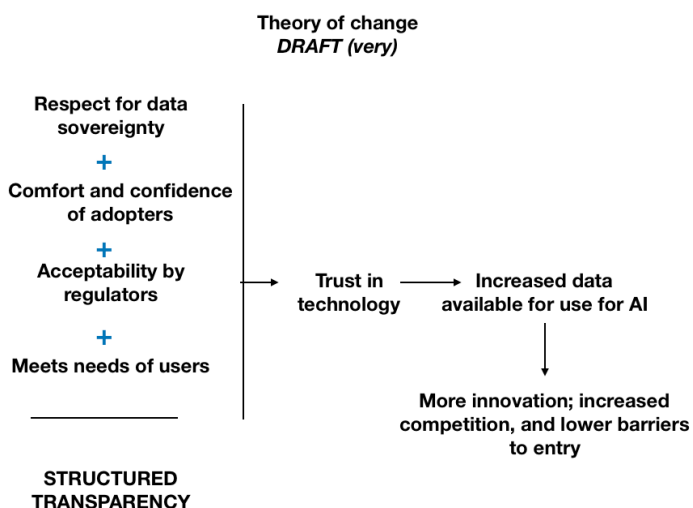 Theory of change
DRAFT (very)
Respect for data
sovereignty
+
Comfort and confidence
of adopters
+
Acceptability by
regulators
+
Meets needs of users
STRUCTURED
TRANSPARENCY
Trust in
technology
Increased data
available for use for AI
More innovation; increased
competition, and lower barriers
to entry